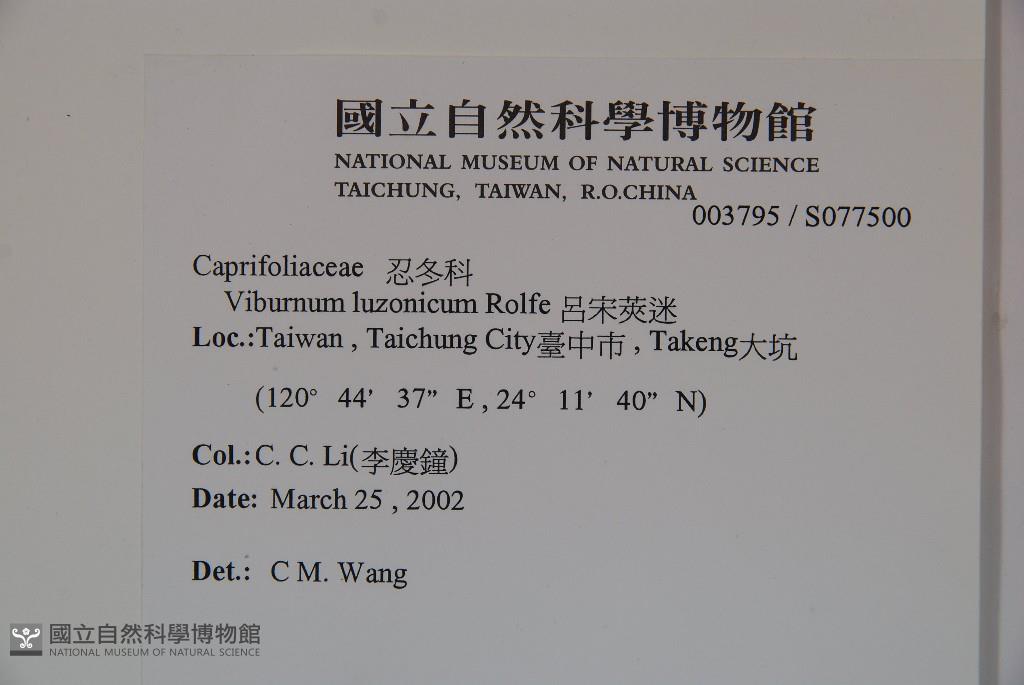 國立自然科學博物館
NATIONAL MUSEUM OF NATURAL SCIENCE
TAICHUNG, TAIWAN, R.O.CHINA
003795 / S077500
Caprifoliaceae 忍冬科
Viburnum luzonicum Rolfe 呂宋莢迷
Loc.:Taiwan , Taichung City臺中市 , Takeng大坑
(120° 44’ 37” E , 24° 11’ 40” N)
Col.: C. C. Li(李慶鐘)
Date: March 25 , 2002
Det.: C M. Wang
國立自然科學博物館
NATIONAL MUSEUM OF NATURAL SCIENCE